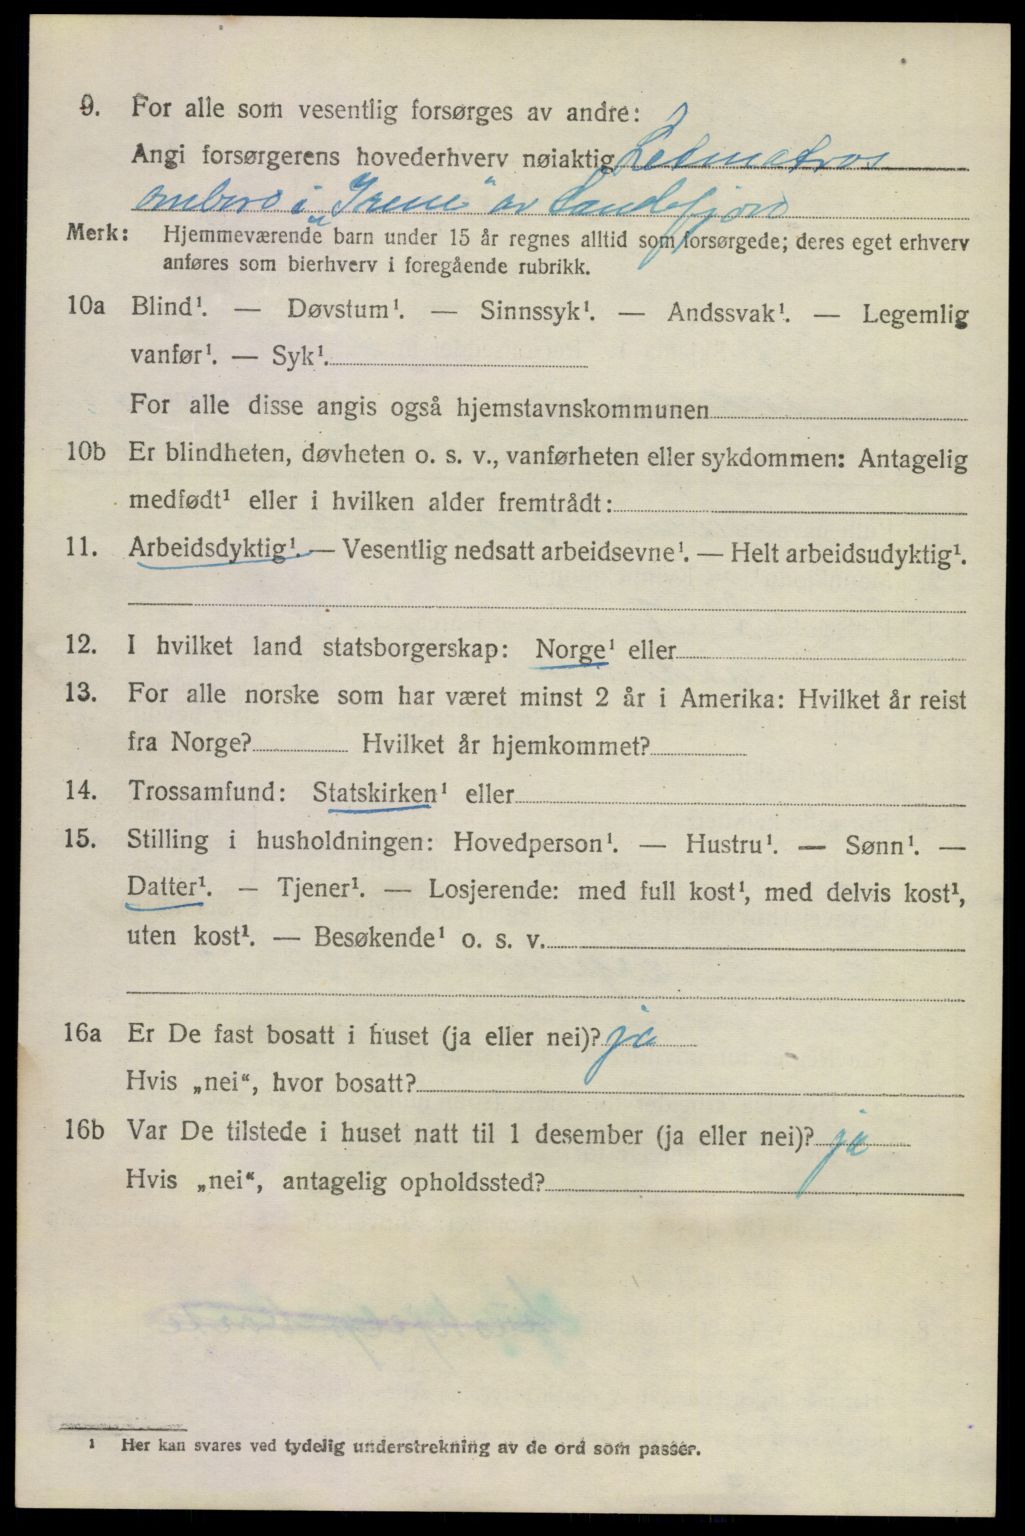 9. For alle som vesentlig forsørges av andre:
Angi forsørgerens hovederhverv nøiaktig Letmatros
ombord i „Irene“ av Sandefjord
Merk: Hjemmeværende barn under 15 år regnes alltid som forsørgede; deres eget erhverv
anføres som bierhverv i foregående rubrikk.
10a Blind¹. — Døvstum¹. — Sinnssyk¹. — Andssvak¹. — Legemlig
vanfør¹. — Syk¹.
For alle disse angis også hjemstavnskommunen
10b Er blindheten, døvheten o. s. v., vanførheten eller sykdommen: Antagelig
medfødt¹ eller i hvilken alder fremtrådt:
11. Arbeidsdyktig¹. — Vesentlig nedsatt arbeidsevne¹. — Helt arbeidsudyktig¹.
12. I hvilket land statsborgerskap: Norge¹ eller
13. For alle norske som har været minst 2 år i Amerika: Hvilket år reist
fra Norge? Hvilket år hjemkommet?
14. Trossamfund: Statskirken¹ eller
15. Stilling i husholdningen: Hovedperson¹. — Hustru¹. — Sønn¹. —
Datter¹. — Tjener¹. — Losjerende: med full kost¹, med delvis kost¹,
uten kost¹. — Besøkende¹ o. s. v.
16a Er De fast bosatt i huset (ja eller nei)? ja
Hvis „nei“, hvor bosatt?
16b Var De tilstede i huset natt til 1 desember (ja eller nei)? ja
Hvis „nei“, antagelig opholdssted?
¹ Her kan svares ved tydelig understrekning av de ord som passer.